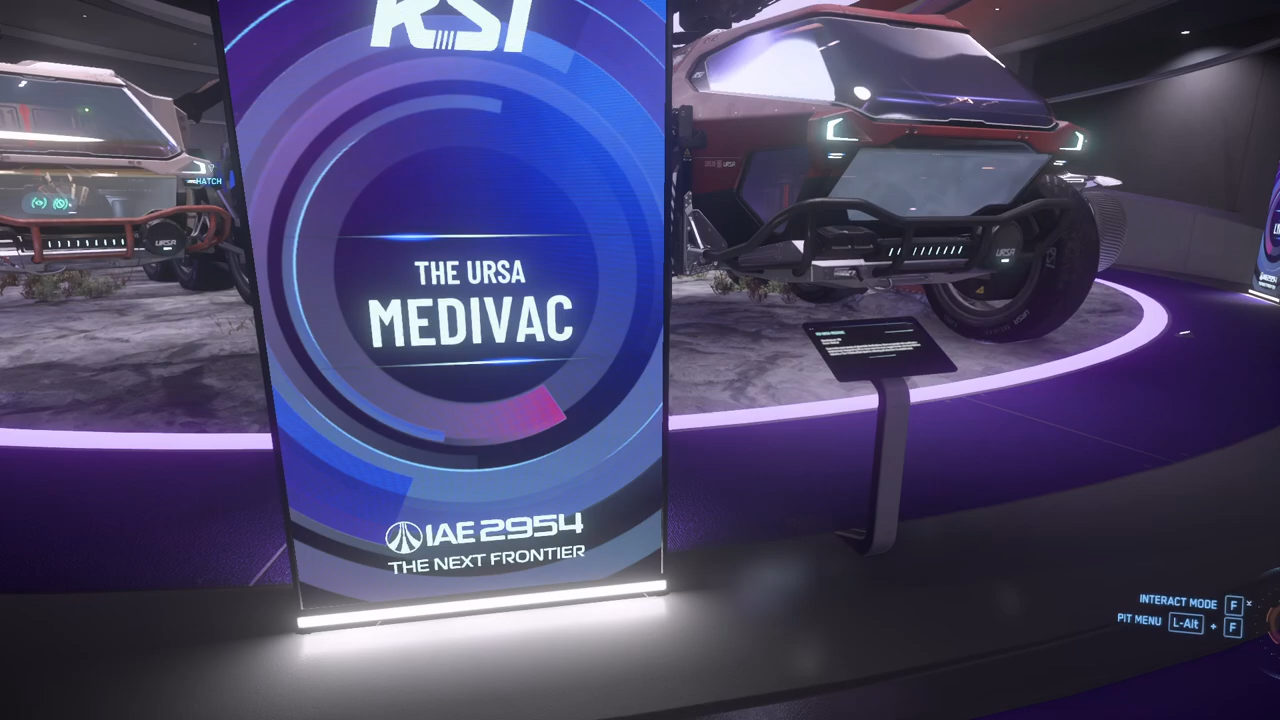 RSI
THE URSA
MEDIVAC
IAE 2954
THE NEXT FRONTIER
HATCH
URSA
URSA
INTERACT MODE F
PIT MENU L-Alt + F